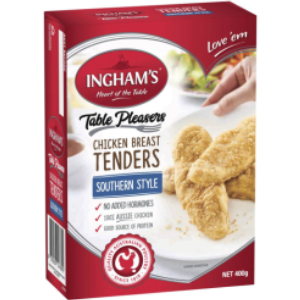 Love 'em
INGHAM'S
Heart of the Table
Table Pleasers
CHICKEN BREAST
TENDERS
SOUTHERN STYLE
NO ADDED HORMONES
100% AUSSIE CHICKEN
GOOD SOURCE OF PROTEIN
NET 400g